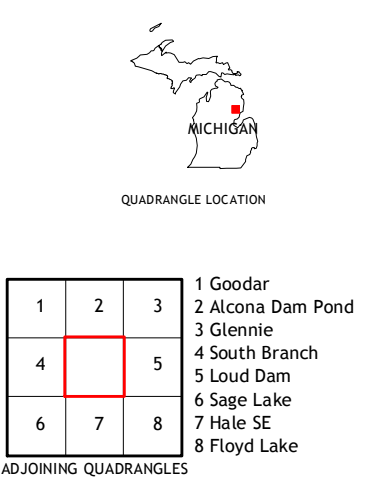 MICHIGAN
QUADRANGLE LOCATION
1 2 3
4 5
6 7 8
1 Goodar
2 Alcona Dam Pond
3 Glennie
4 South Branch
5 Loud Dam
6 Sage Lake
7 Hale SE
8 Floyd Lake
ADJOINING QUADRANGLES